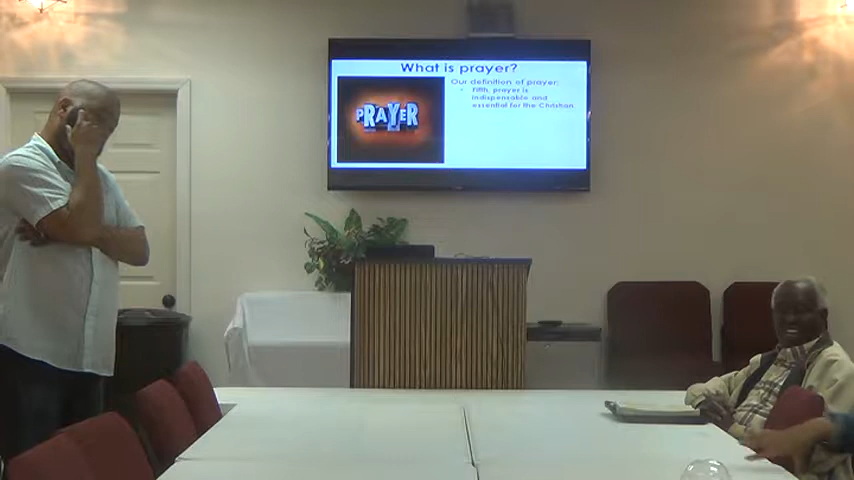 What is prayer?
PRAYER
Our definition of prayer;
Fifth, prayer is
indispensable and
essential for the Christian.